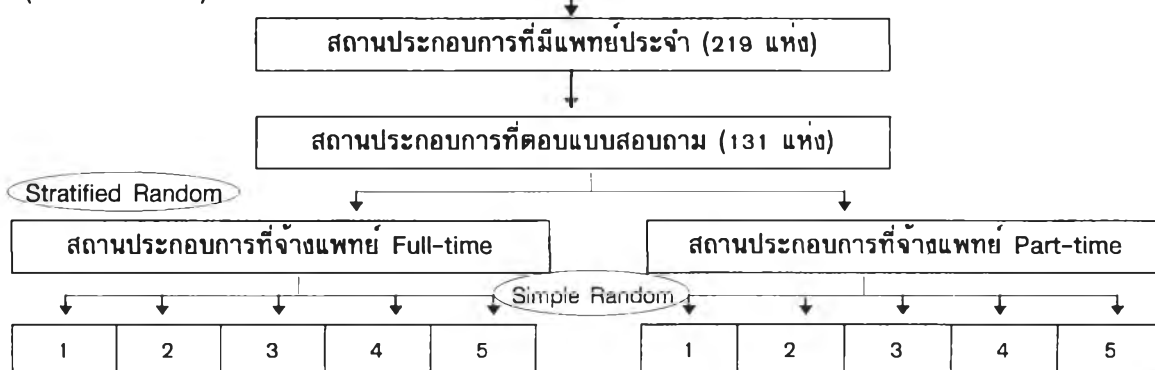 สถานประกอบการที่มีแพทย์ประจำ (219 แห่ง)
สถานประกอบการที่ตอบแบบสอบถาม (131 แห่ง)
Stratified Random
สถานประกอบการที่จ้างแพทย์ Full-time
สถานประกอบการที่จ้างแพทย์ Part-time
Simple Random
1 2 3 4 5
1 2 3 4 5